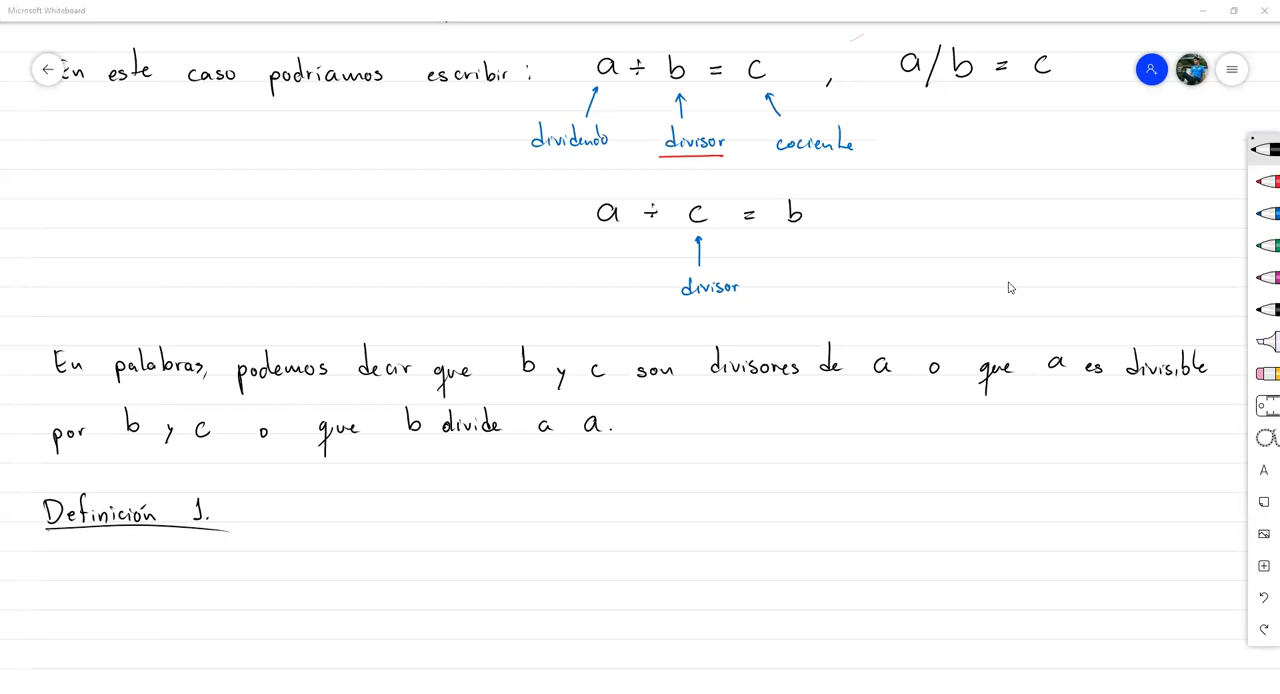 Microsoft Whiteboard
En este caso podríamos escribir: a ÷ b = c , a/b = c
dividendo divisor cociente
a ÷ c = b
divisor
En palabras, podemos decir que b y c son divisores de a o que a es divisible
por b y c o que b divide a a.
Definición 1.